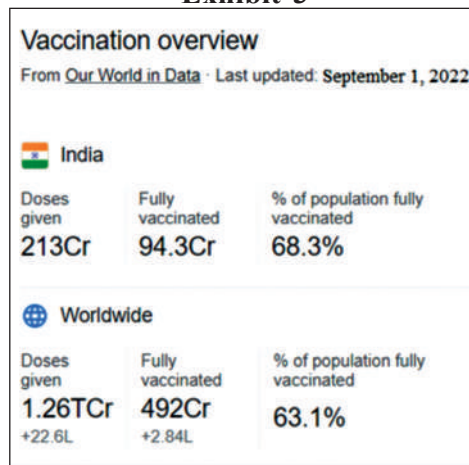 Vaccination overview
From Our World in Data · Last updated: September 1, 2022
India
Doses given
Fully vaccinated
% of population fully vaccinated
213Cr
94.3Cr
68.3%
Worldwide
Doses given
Fully vaccinated
% of population fully vaccinated
1.26TCr
492Cr
63.1%
+22.6L
+2.84L